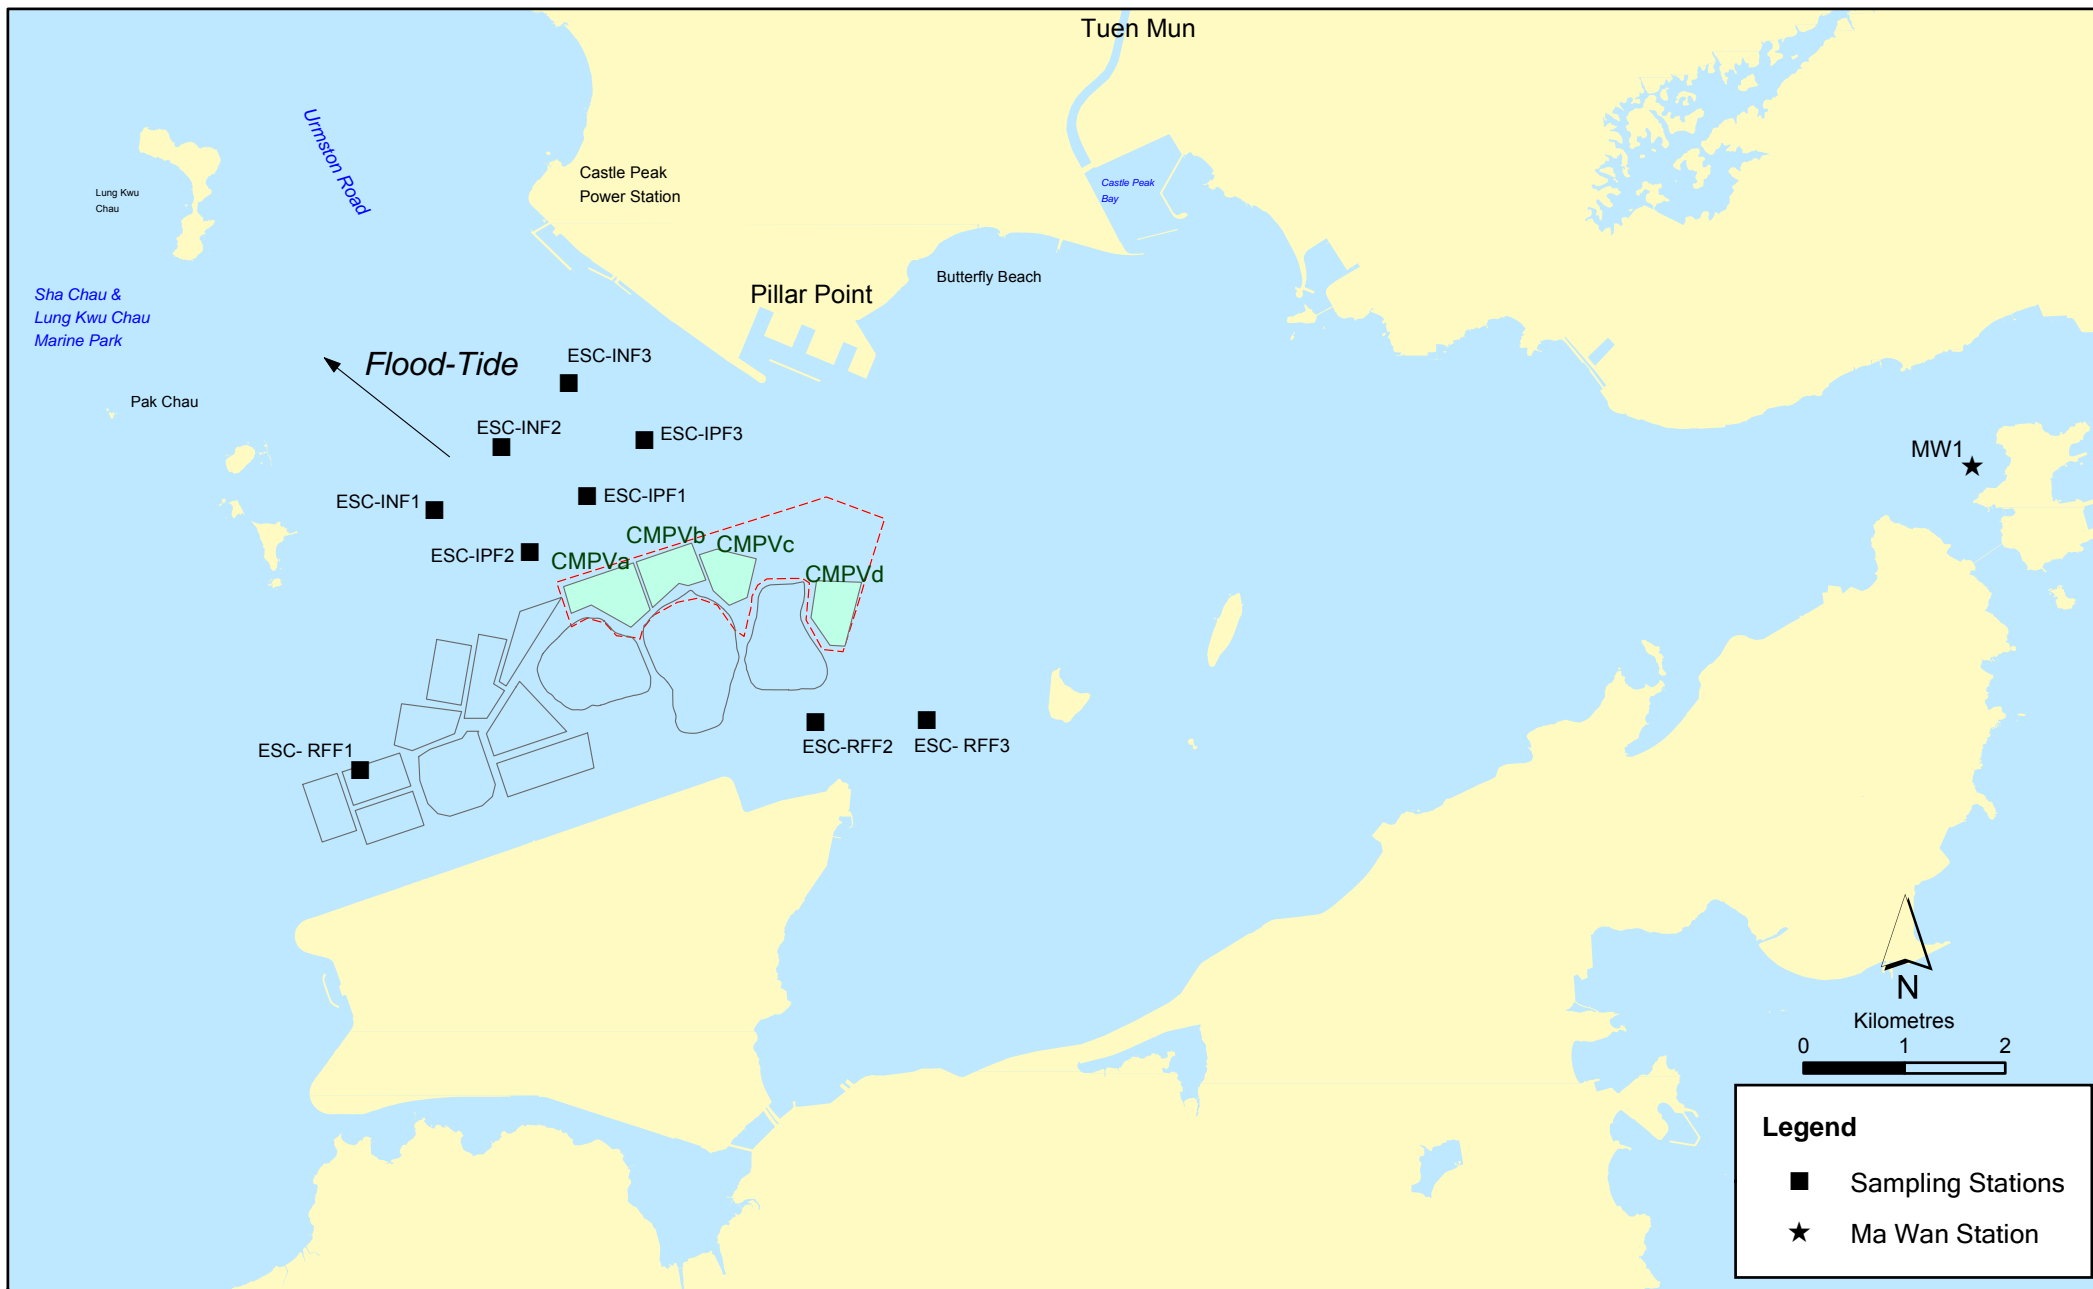 Tuen Mun
Urmston Road
Castle Peak
Power Station
Lung Kwu
Chau
Castle Peak
Bay
Butterfly Beach
Pillar Point
Sha Chau &
Lung Kwu Chau
Marine Park
Flood-Tide
ESC-INF3
Pak Chau
ESC-INF2
ESC-IPF3
MW1
ESC-INF1
ESC-IPF1
CMPVb
CMPVc
ESC-IPF2
CMPVa
CMPVd
ESC- RFF1
ESC-RFF2
ESC- RFF3
N
Kilometres
0 1 2
Legend
Sampling Stations
Ma Wan Station